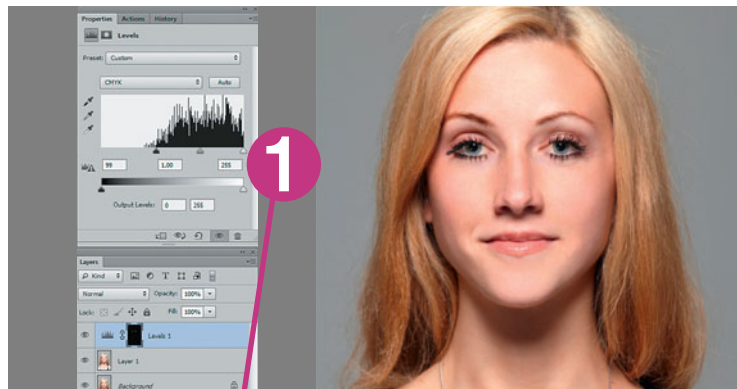 Properties Actions History
Levels
Preset: Custom
CMYK Auto
99 1.00 255
Output Levels: 0 255
1
Layers
Kind T
Normal Opacity: 100%
Lock: Fill: 100%
Levels 1
Layer 1
Background